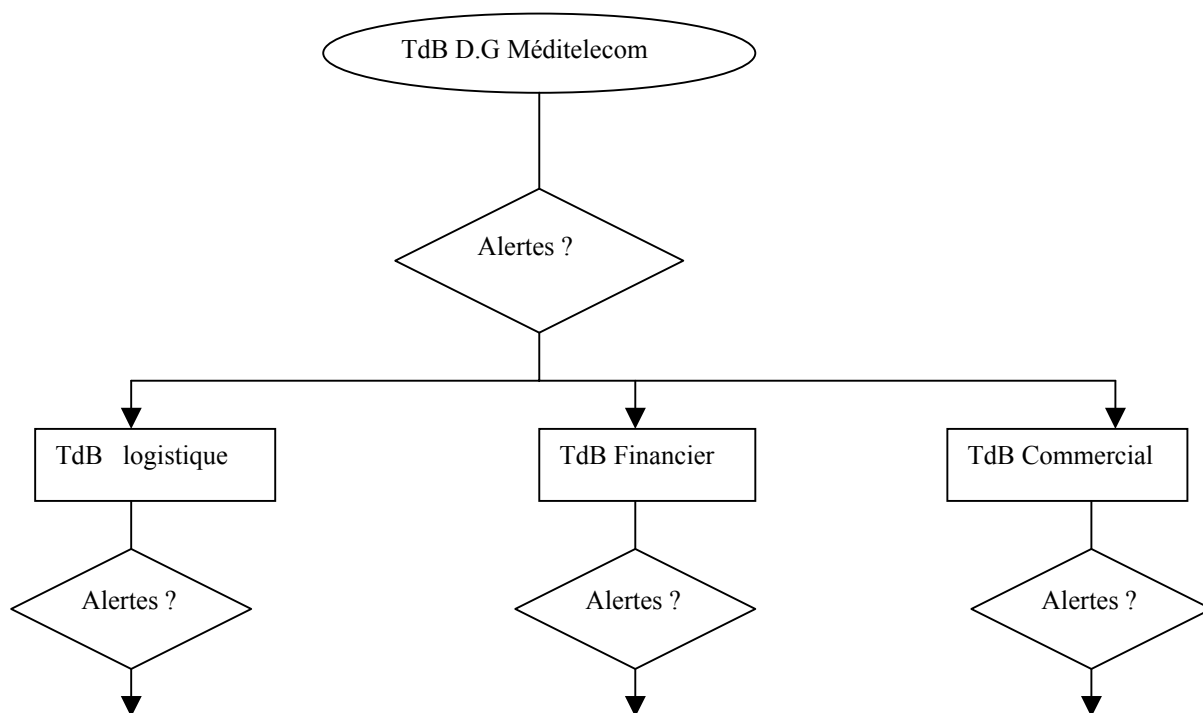 TdB D.G Méditelecom
Alertes ?
TdB logistique
TdB Financier
TdB Commercial
Alertes ?
Alertes ?
Alertes ?